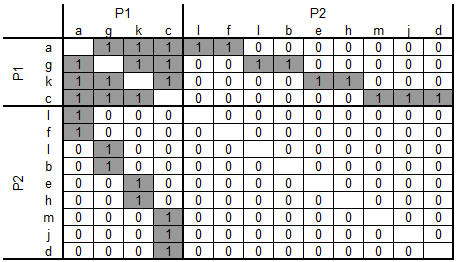 P1 P2
a g k c l f l b e h m j d
P1
a 1 1 1 1 1 0 0 0 0 0 0 0
g 1 1 1 0 0 1 1 0 0 0 0 0
k 1 1 1 0 0 0 0 1 1 0 0 0
c 1 1 1 0 0 0 0 0 0 1 1 1
P2
l 1 0 0 0 0 0 0 0 0 0 0 0
f 1 0 0 0 0 0 0 0 0 0 0 0
l 0 1 0 0 0 0 0 0 0 0 0 0
b 0 1 0 0 0 0 0 0 0 0 0 0
e 0 0 1 0 0 0 0 0 0 0 0 0
h 0 0 1 0 0 0 0 0 0 0 0 0
m 0 0 0 1 0 0 0 0 0 0 0 0
j 0 0 0 1 0 0 0 0 0 0 0 0
d 0 0 0 1 0 0 0 0 0 0 0 0